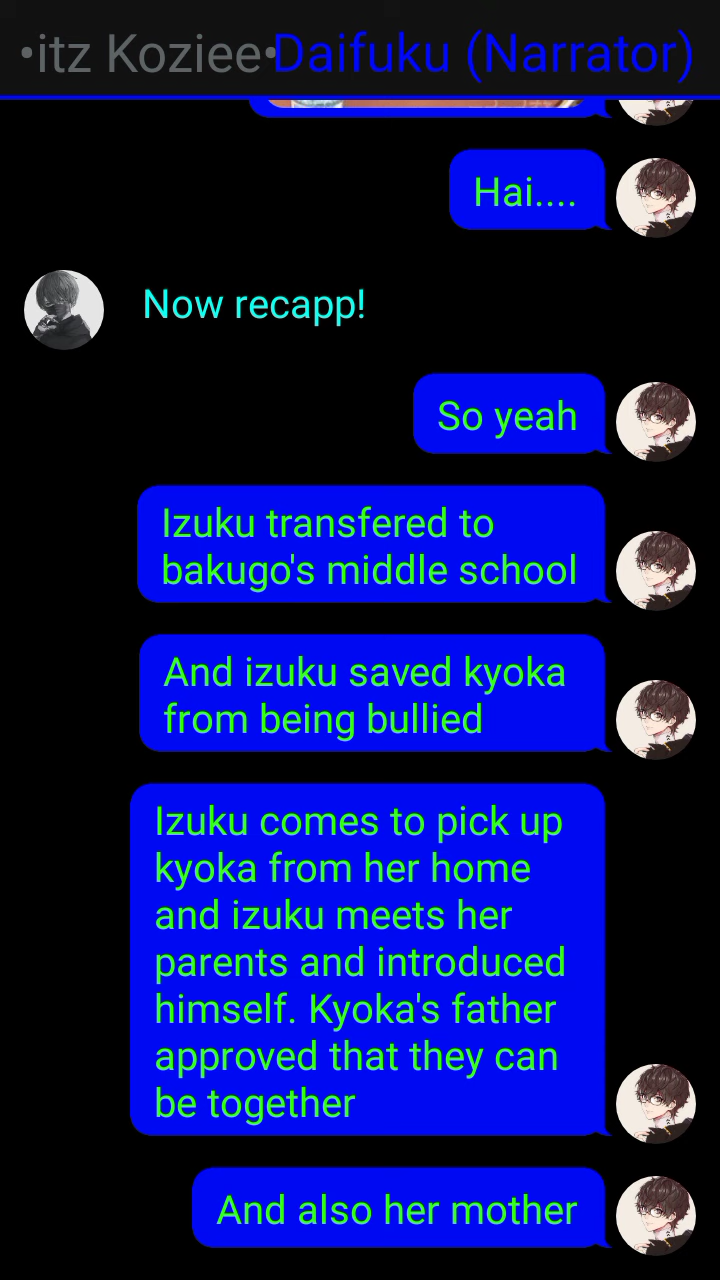 •itz Koziee•Daifuku (Narrator)
Hai....
Now recapp!
So yeah
Izuku transfered to
bakugo's middle school
And izuku saved kyoka
from being bullied
Izuku comes to pick up
kyoka from her home
and izuku meets her
parents and introduced
himself. Kyoka's father
approved that they can
be together
And also her mother